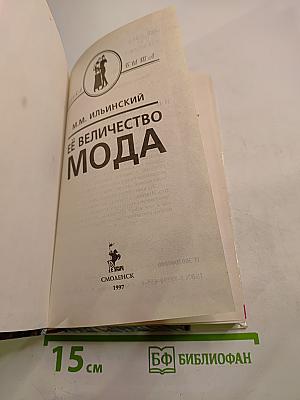 М.М. ИЛЬИНСКИЙ
ЕЁ ВЕЛИЧЕСТВО
МОДА
СМОЛЕНСК
1997
15 см
БФ БИБЛИОФАН